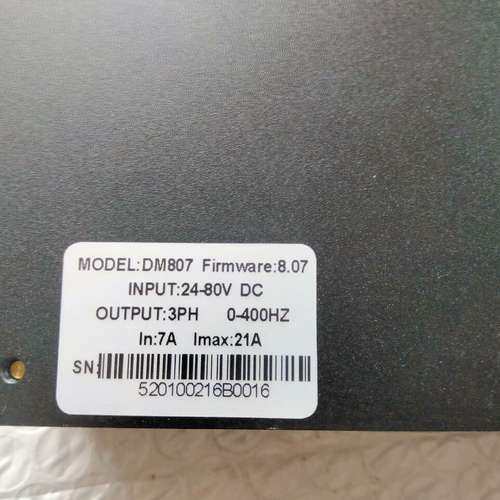 MODEL:DM807 Firmware:8.07
INPUT:24-80V DC
OUTPUT:3PH 0-400HZ
In:7A Imax:21A
SN:
520100216B0016